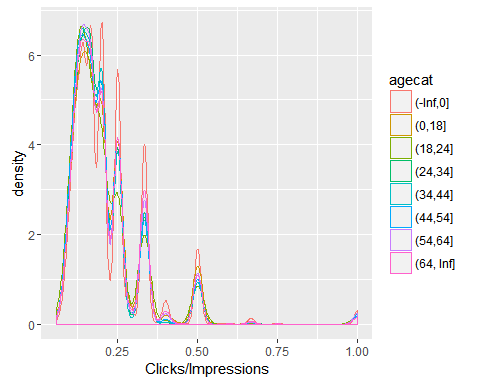 6
4
2
0
density
0.25
0.50
0.75
1.00
Clicks/Impressions
agecat
(-Inf,0]
(0,18]
(18,24]
(24,34]
(34,44]
(44,54]
(54,64]
(64, Inf]